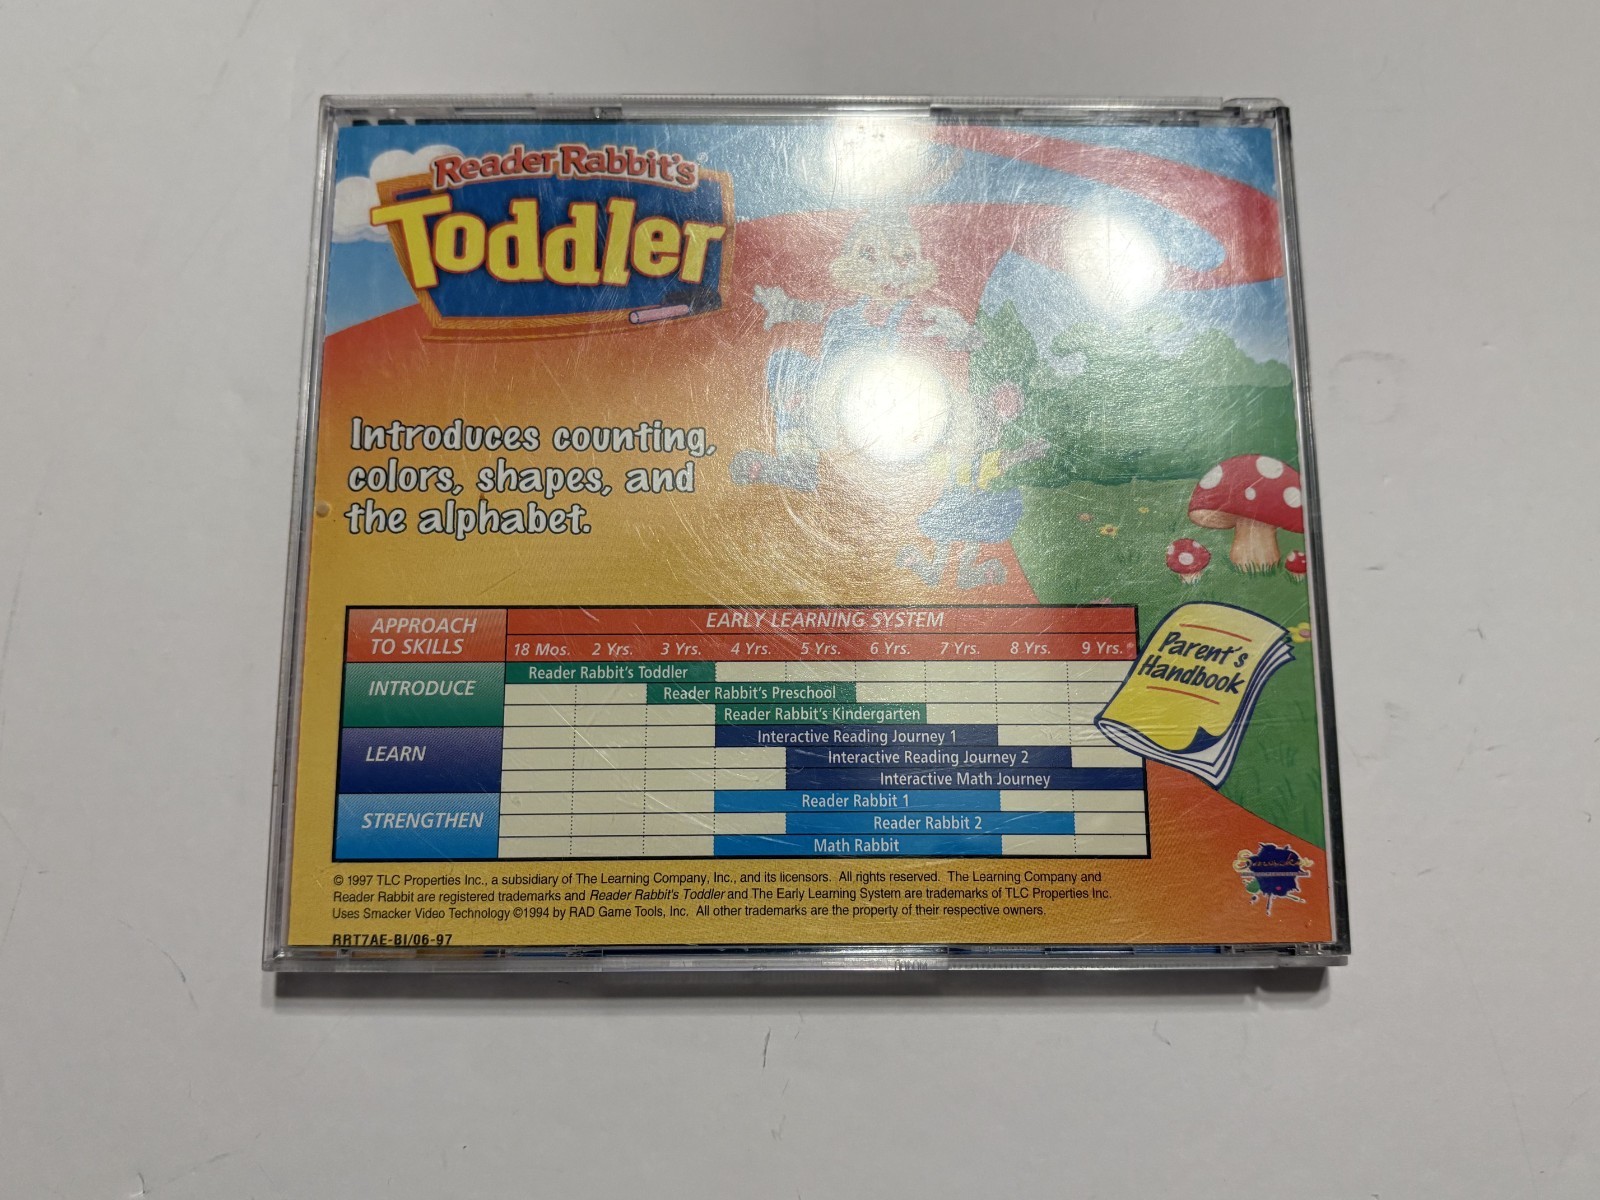 Reader Rabbit's
Toddler
Introduces counting,
colors, shapes, and
the alphabet.
APPROACH
TO SKILLS
EARLY LEARNING SYSTEM
18 Mos. 2 Yrs. 3 Yrs. 4 Yrs. 5 Yrs. 6 Yrs. 7 Yrs. 8 Yrs. 9 Yrs.
INTRODUCE
Reader Rabbit's Toddler
Reader Rabbit's Preschool
Reader Rabbit's Kindergarten
LEARN
Interactive Reading Journey 1
Interactive Reading Journey 2
Interactive Math Journey
STRENGTHEN
Reader Rabbit 1
Reader Rabbit 2
Math Rabbit
Parent's
Handbook
© 1997 TLC Properties Inc., a subsidiary of The Learning Company, Inc., and its licensors. All rights reserved. The Learning Company and
Reader Rabbit are registered trademarks and Reader Rabbit's Toddler and The Early Learning System are trademarks of TLC Properties Inc.
Uses Smacker Video Technology ©1994 by RAD Game Tools, Inc. All other trademarks are the property of their respective owners.
Smacker
RRT7AE-BI/06-97